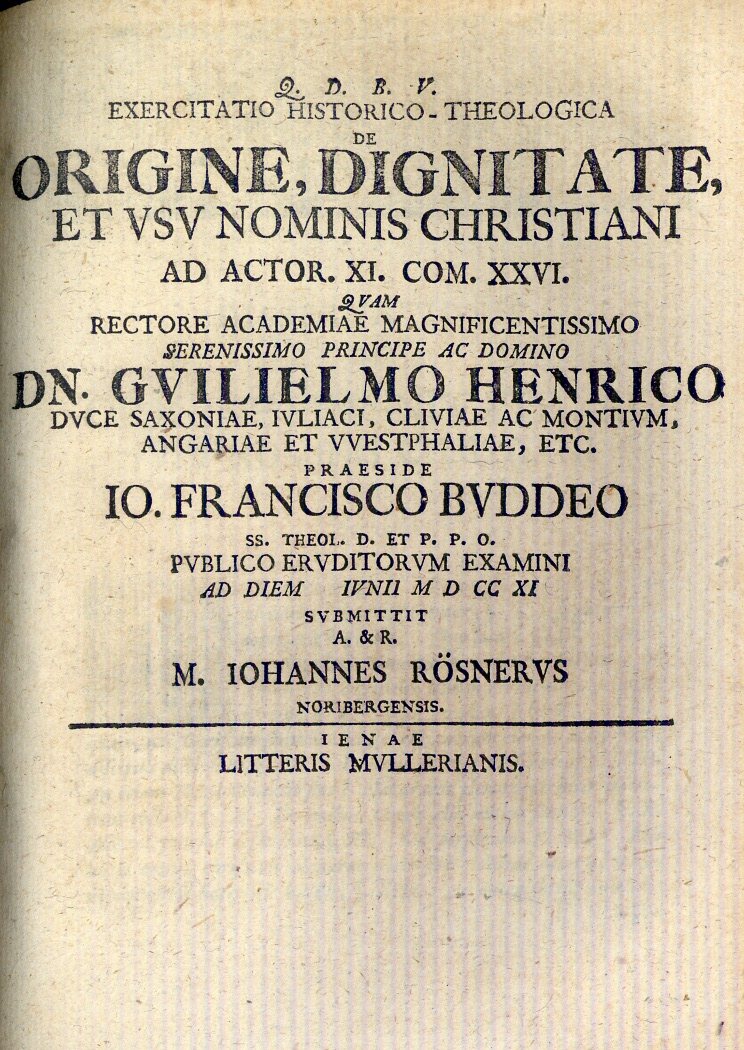 Q. D. B. V.
EXERCITATIO HISTORICO-THEOLOGICA
DE
ORIGINE, DIGNITATE,
ET VSV NOMINIS CHRISTIANI
AD ACTOR. XI. COM. XXVI.
QVAM
RECTORE ACADEMIAE MAGNIFICENTISSIMO
SERENISSIMO PRINCIPE AC DOMINO
DN. GVILIELMO HENRICO
DVCE SAXONIAE, IVLIACI, CLIVIAE AC MONTIVM,
ANGARIAE ET VVESTPHALIAE, ETC.
PRAESIDE
IO. FRANCISCO BVDDEO
SS. THEOL. D. ET P. P. O.
PVBLICO ERVDITORVM EXAMINI
AD DIEM IVNII M D CC XI
SVBMITTIT
A. & R.
M. IOHANNES RÖSNERVS
NORIBERGENSIS.
IENAE
LITTERIS MVLLERIANIS.